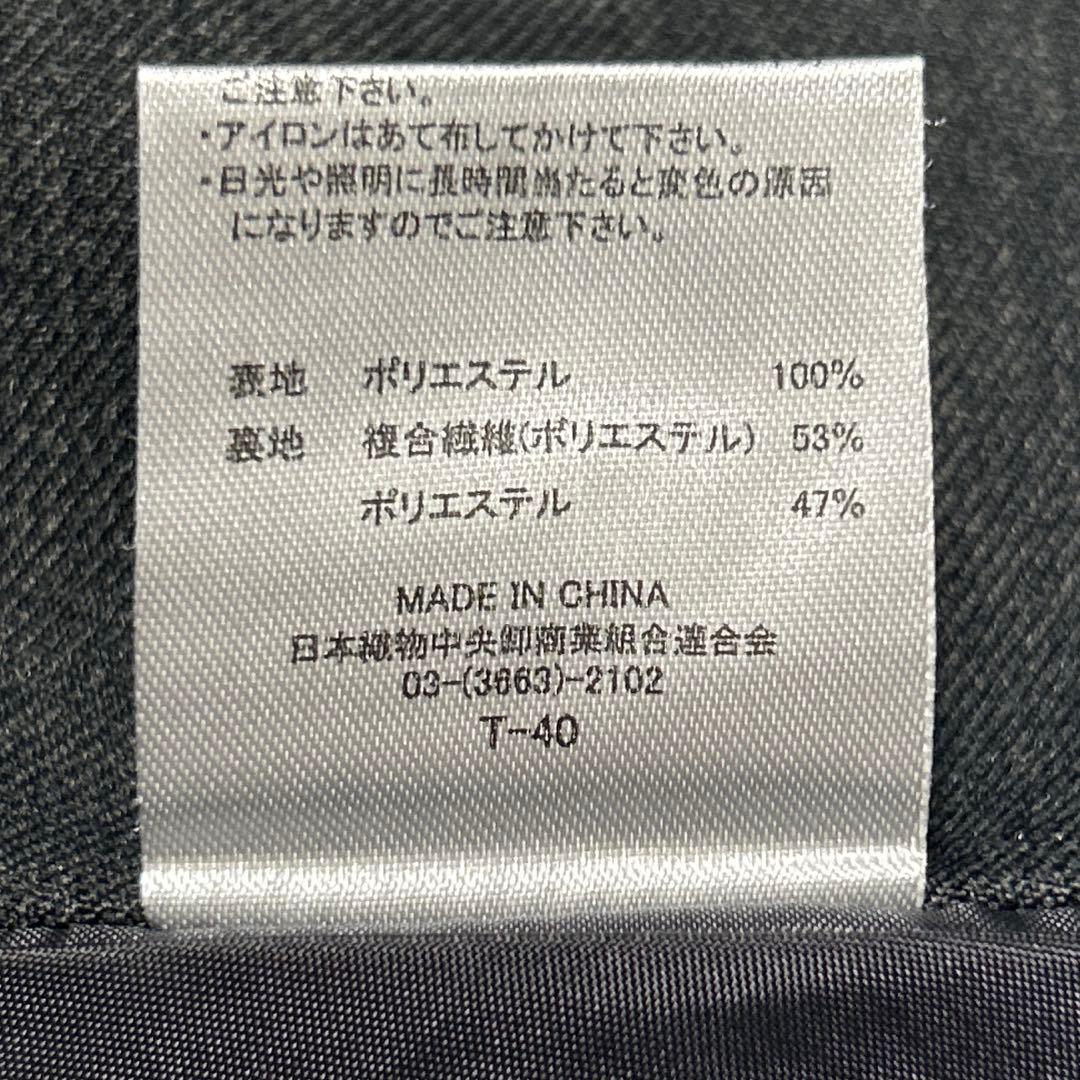 ご注意下さい。
・アイロンはあて布してかけて下さい。
・日光や照明に長時間当たると変色の原因
になりますのでご注意下さい。
表地 ポリエステル 100%
裏地 複合繊維(ポリエステル) 53%
ポリエステル 47%
MADE IN CHINA
日本織物中央卸商業組合連合会
03-(3663)-2102
T-40